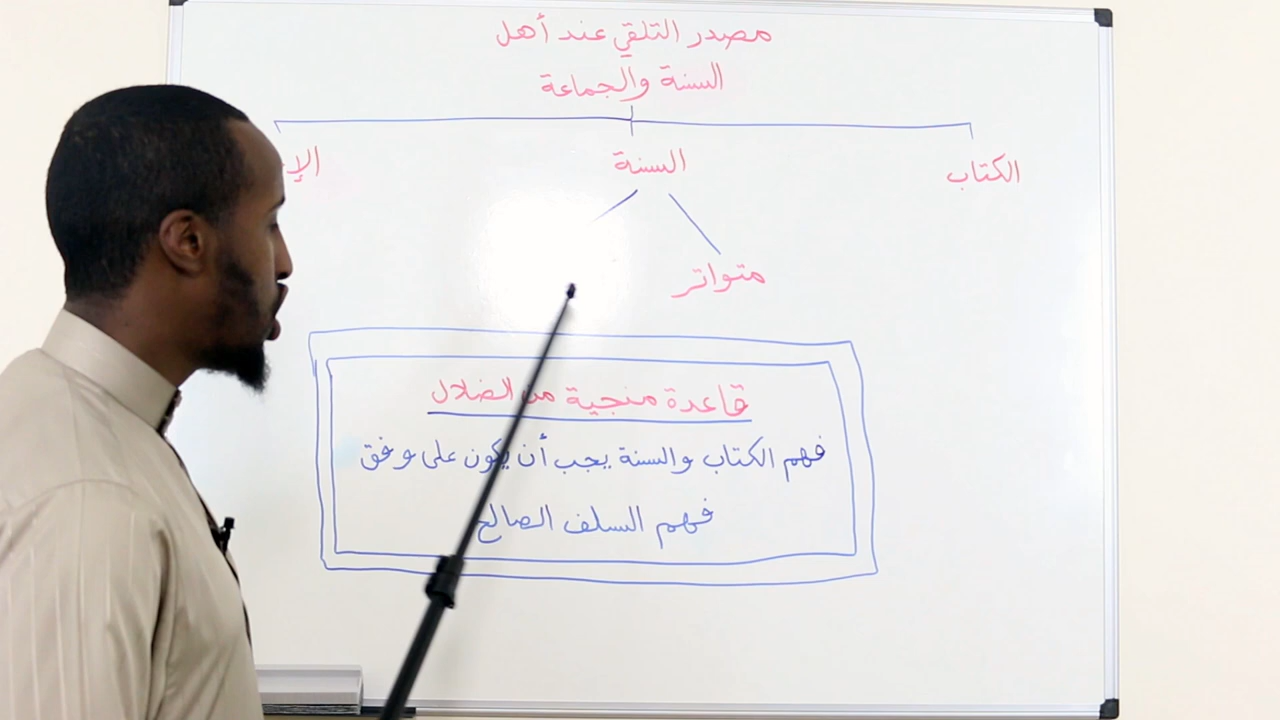 مصدر التلقي عند أهل
السنة والجماعة
الكتاب السنة
متواتر
قاعدة منجية من الضلال
فهم الكتاب والسنة يجب أن يكون على وفق
فهم السلف الصالح